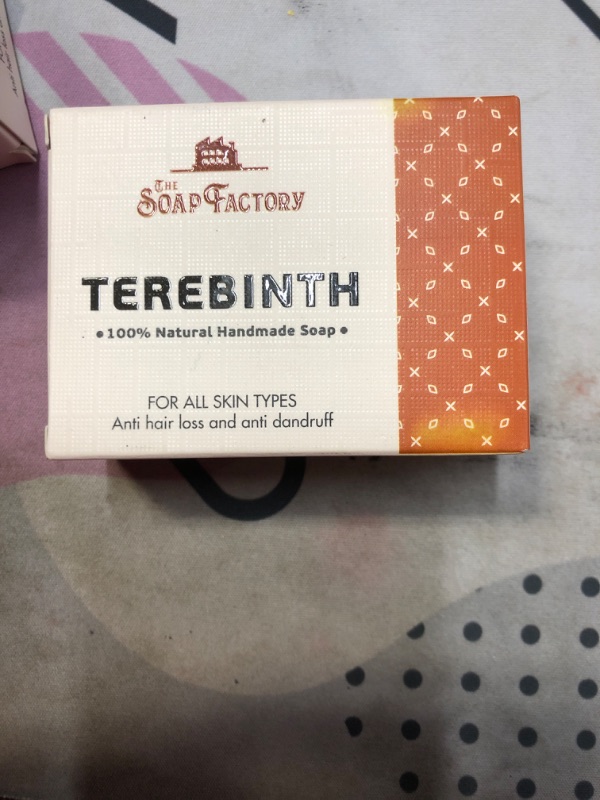 THE
SOAP FACTORY
TEREBINTH
•100% Natural Handmade Soap•
FOR ALL SKIN TYPES
Anti hair loss and anti dandruff